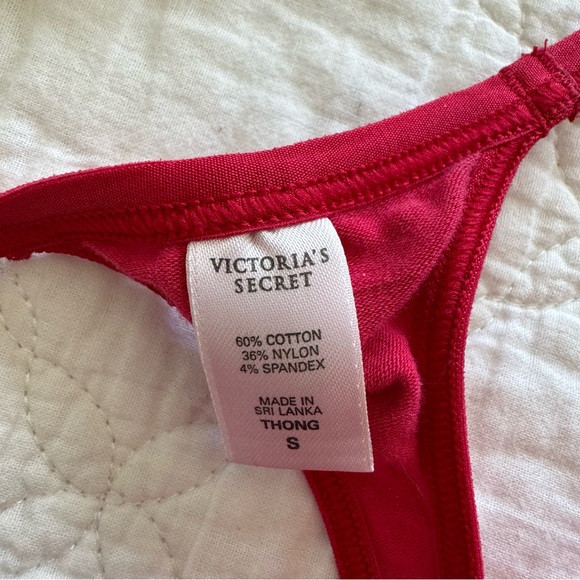 VICTORIA'S
SECRET
60% COTTON
36% NYLON
4% SPANDEX
MADE IN
SRI LANKA
THONG
S